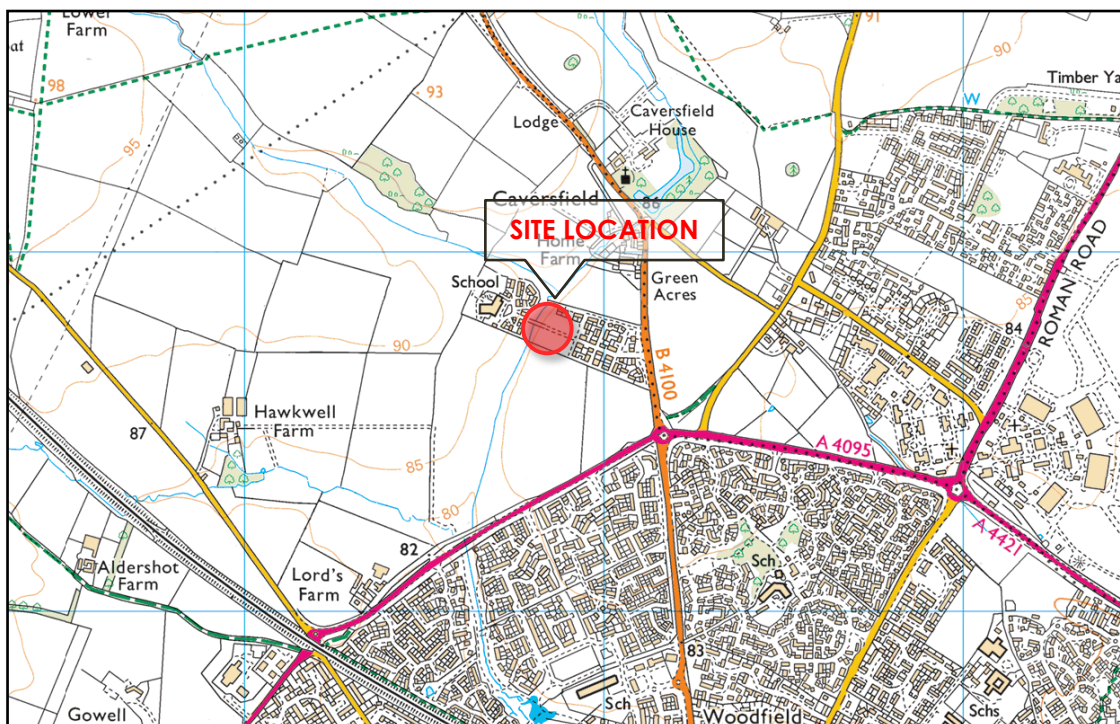 Lower
Farm
98
93
95
91
90
Timber Ya
W
Lodge
Caversfield
House
Caversfield
86
SITE LOCATION
Home
Farm
School
Green
Acres
ROMAN ROAD
85
84
90
B 4100
87
Hawkwell
Farm
85
80
A 4095
A 4421
82
Aldershot
Farm
Lord's
Farm
Sch
83
Sch
Schs
Gowell
Woodfield